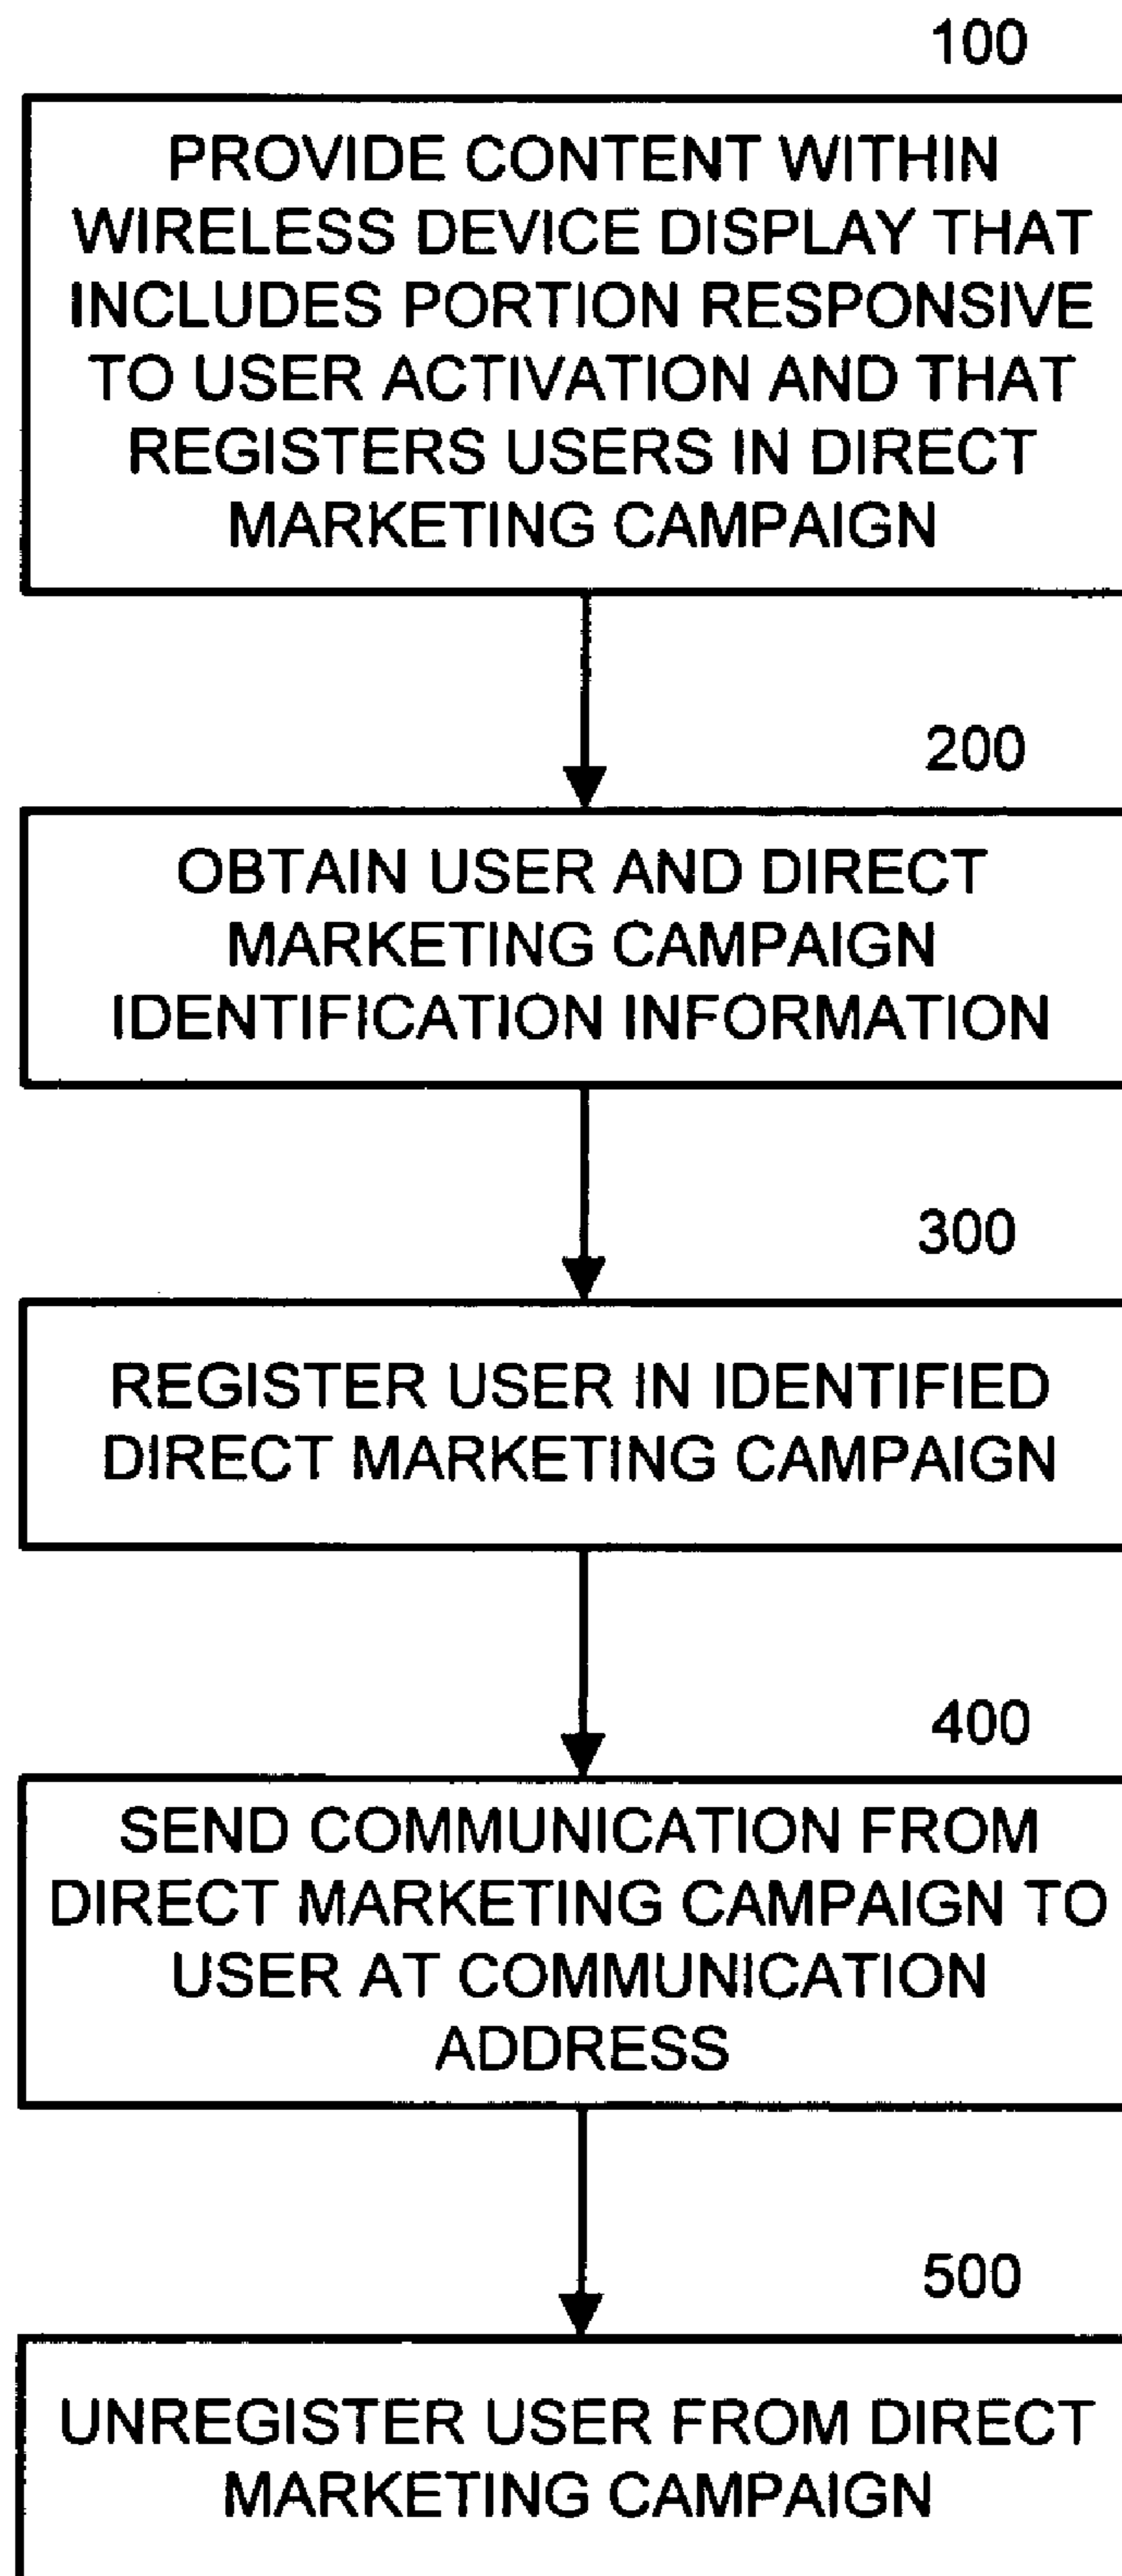 100
PROVIDE CONTENT WITHIN
WIRELESS DEVICE DISPLAY THAT
INCLUDES PORTION RESPONSIVE
TO USER ACTIVATION AND THAT
REGISTERS USERS IN DIRECT
MARKETING CAMPAIGN
200
OBTAIN USER AND DIRECT
MARKETING CAMPAIGN
IDENTIFICATION INFORMATION
300
REGISTER USER IN IDENTIFIED
DIRECT MARKETING CAMPAIGN
400
SEND COMMUNICATION FROM
DIRECT MARKETING CAMPAIGN TO
USER AT COMMUNICATION
ADDRESS
500
UNREGISTER USER FROM DIRECT
MARKETING CAMPAIGN